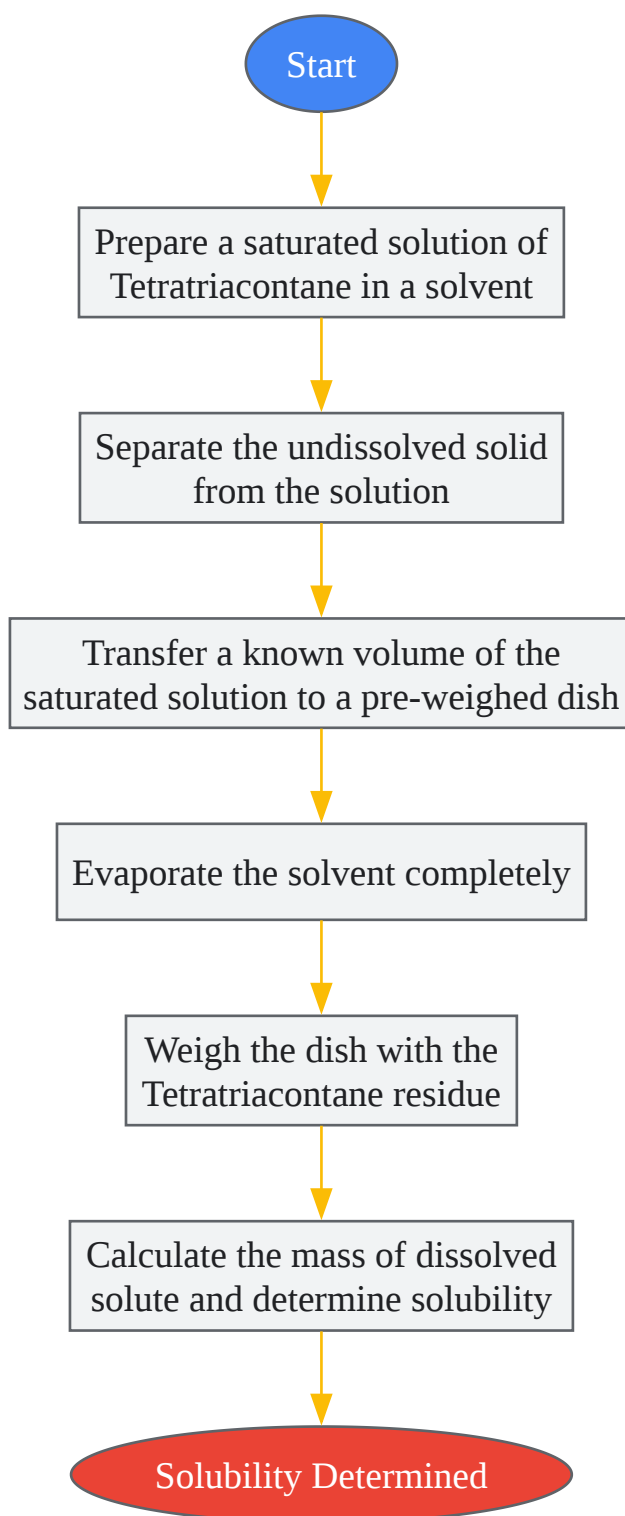 Start
Prepare a saturated solution of
Tetratriacontane in a solvent
Separate the undissolved solid
from the solution
Transfer a known volume of the
saturated solution to a pre-weighed dish
Evaporate the solvent completely
Weigh the dish with the
Tetratriacontane residue
Calculate the mass of dissolved
solute and determine solubility
Solubility Determined